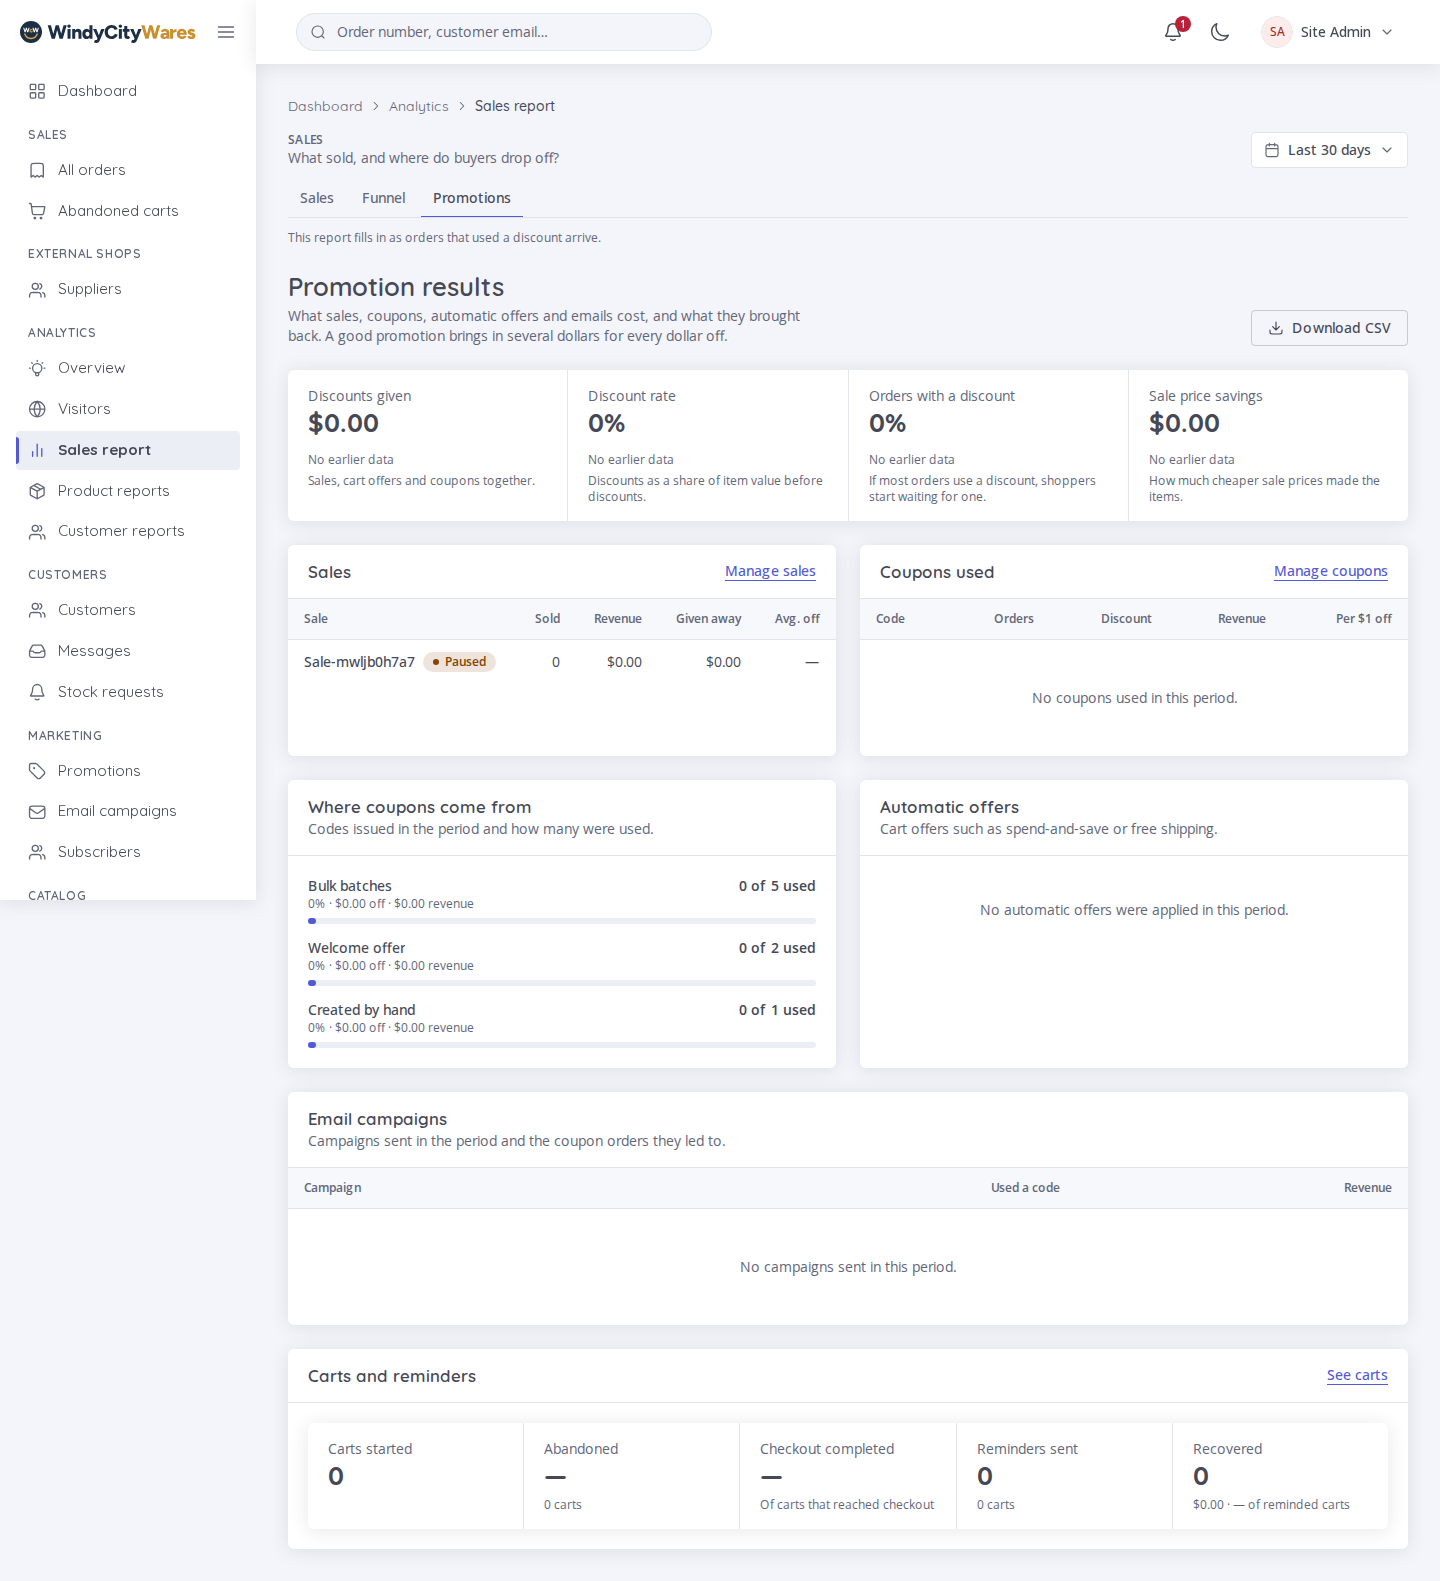 WCW WindyCityWares
Order number, customer email...
1
SA Site Admin
Dashboard
SALES
All orders
Abandoned carts
EXTERNAL SHOPS
Suppliers
ANALYTICS
Overview
Visitors
Sales report
Product reports
Customer reports
CUSTOMERS
Customers
Messages
Stock requests
MARKETING
Promotions
Email campaigns
Subscribers
CATALOG
Dashboard > Analytics > Sales report
SALES
What sold, and where do buyers drop off?
Last 30 days
Sales Funnel Promotions
This report fills in as orders that used a discount arrive.
Promotion results
What sales, coupons, automatic offers and emails cost, and what they brought
back. A good promotion brings in several dollars for every dollar off.
Download CSV
Discounts given
$0.00
No earlier data
Sales, cart offers and coupons together.
Discount rate
0%
No earlier data
Discounts as a share of item value before
discounts.
Orders with a discount
0%
No earlier data
If most orders use a discount, shoppers
start waiting for one.
Sale price savings
$0.00
No earlier data
How much cheaper sale prices made the
items.
Sales Manage sales
Sale Sold Revenue Given away Avg. off
Sale-mwljb0h7a7 Paused 0 $0.00 $0.00 —
Coupons used Manage coupons
Code Orders Discount Revenue Per $1 off
No coupons used in this period.
Where coupons come from
Codes issued in the period and how many were used.
Bulk batches 0 of 5 used
0% · $0.00 off · $0.00 revenue
Welcome offer 0 of 2 used
0% · $0.00 off · $0.00 revenue
Created by hand 0 of 1 used
0% · $0.00 off · $0.00 revenue
Automatic offers
Cart offers such as spend-and-save or free shipping.
No automatic offers were applied in this period.
Email campaigns
Campaigns sent in the period and the coupon orders they led to.
Campaign Used a code Revenue
No campaigns sent in this period.
Carts and reminders See carts
Carts started
0
Abandoned
—
0 carts
Checkout completed
—
Of carts that reached checkout
Reminders sent
0
0 carts
Recovered
0
$0.00 · — of reminded carts